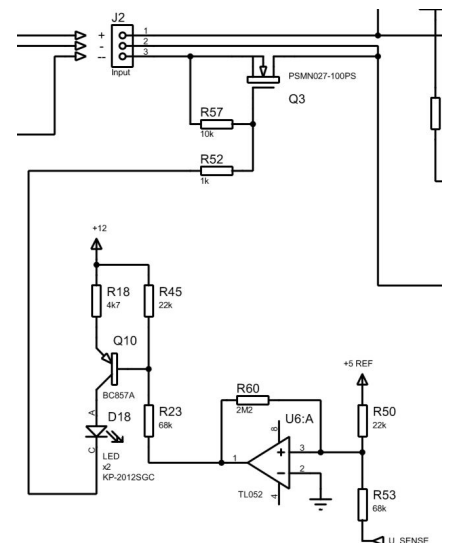 J2
+
-
--
1
2
3
Input
PSMN027-100PS
Q3
R57
10k
R52
1k
+12
R18
4k7
R45
22k
Q10
BC857A
+5 REF
R60
2M2
U6:A
R50
22k
A
D18
R23
68k
8
C
LED
x2
KP-2012SGC
1
+
3
-
2
TL052
4
R53
68k
U_SENSE